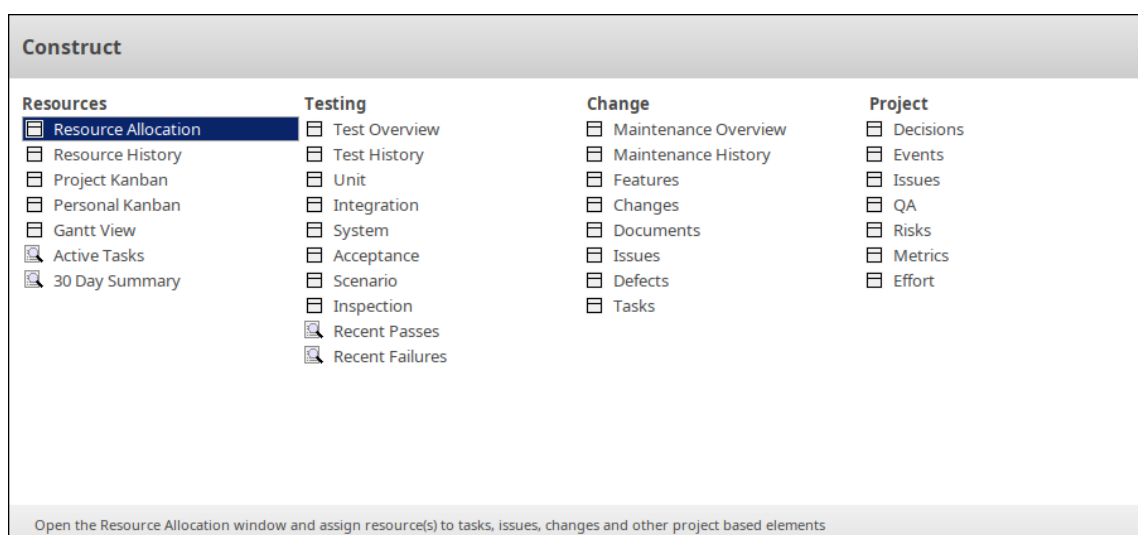 Construct
Resources
Resource Allocation
Resource History
Project Kanban
Personal Kanban
Gantt View
Active Tasks
30 Day Summary
Testing
Test Overview
Test History
Unit
Integration
System
Acceptance
Scenario
Inspection
Recent Passes
Recent Failures
Change
Maintenance Overview
Maintenance History
Features
Changes
Documents
Issues
Defects
Tasks
Project
Decisions
Events
Issues
QA
Risks
Metrics
Effort
Open the Resource Allocation window and assign resource(s) to tasks, issues, changes and other project based elements